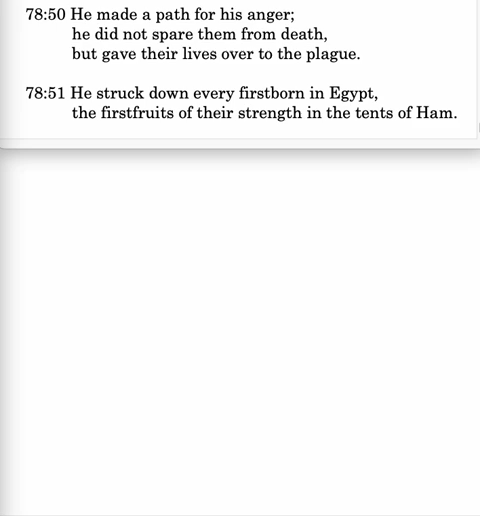 78:50 He made a path for his anger;
he did not spare them from death,
but gave their lives over to the plague.
78:51 He struck down every firstborn in Egypt,
the firstfruits of their strength in the tents of Ham.